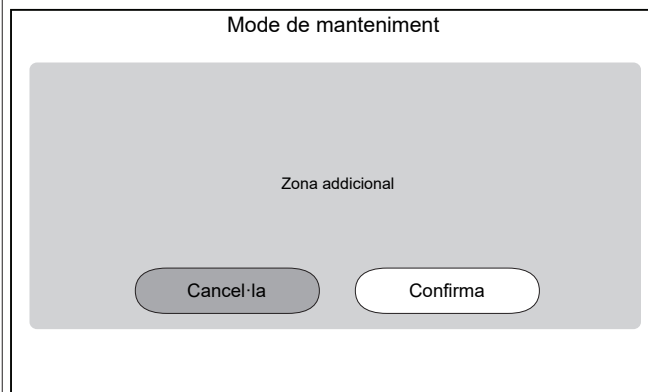 Mode de manteniment
Zona addicional
Cancel·la
Confirma